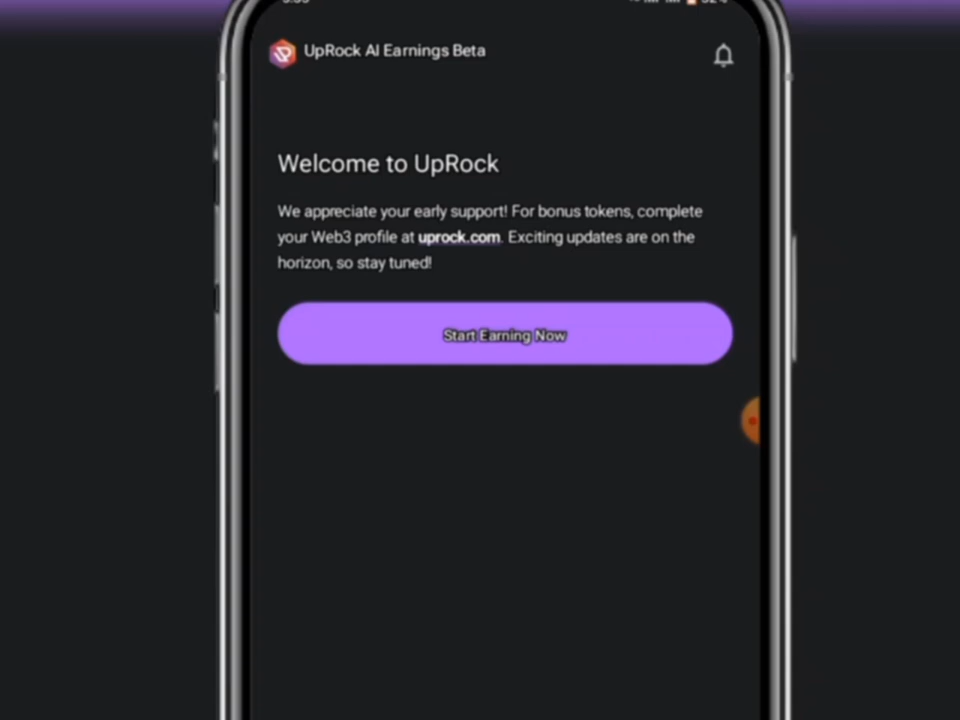 UpRock AI Earnings Beta
Welcome to UpRock
We appreciate your early support! For bonus tokens, complete
your Web3 profile at uprock.com. Exciting updates are on the
horizon, so stay tuned!
Start Earning Now